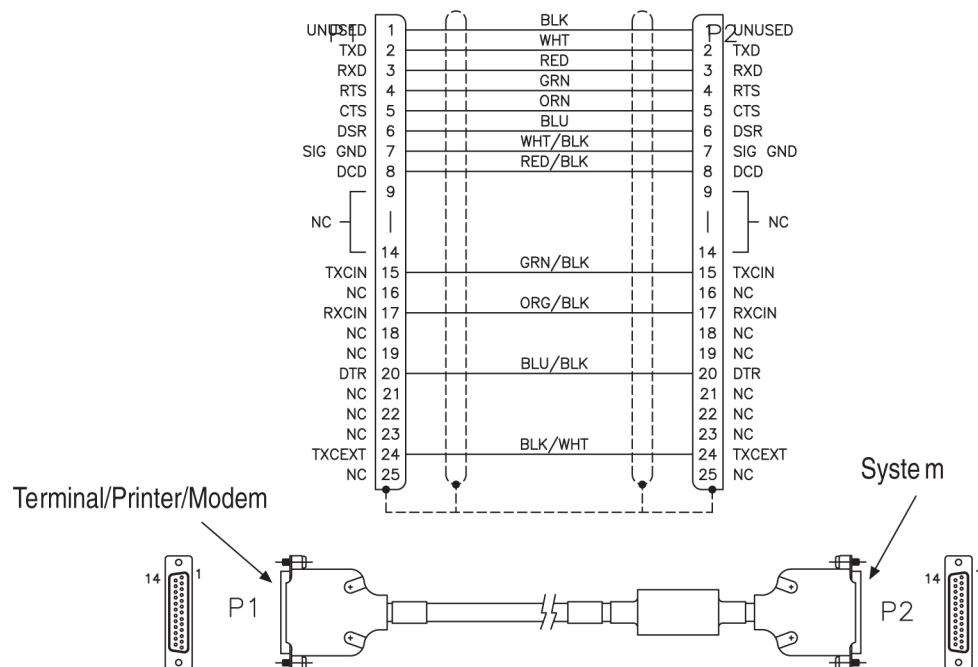 UNUSED P1 1 BLK 1 P2 UNUSED
TXD 2 WHT 2 TXD
RXD 3 RED 3 RXD
RTS 4 GRN 4 RTS
CTS 5 ORN 5 CTS
DSR 6 BLU 6 DSR
SIG GND 7 WHT/BLK 7 SIG GND
DCD 8 RED/BLK 8 DCD
9 9
NC NC
14 14
TXCIN 15 GRN/BLK 15 TXCIN
NC 16 16 NC
RXCIN 17 ORG/BLK 17 RXCIN
NC 18 18 NC
NC 19 19 NC
DTR 20 BLU/BLK 20 DTR
NC 21 21 NC
NC 22 22 NC
NC 23 23 NC
TXCEXT 24 BLK/WHT 24 TXCEXT
NC 25 25 NC
Terminal/Printer/Modem
System
14 1 P1 P2 14 1